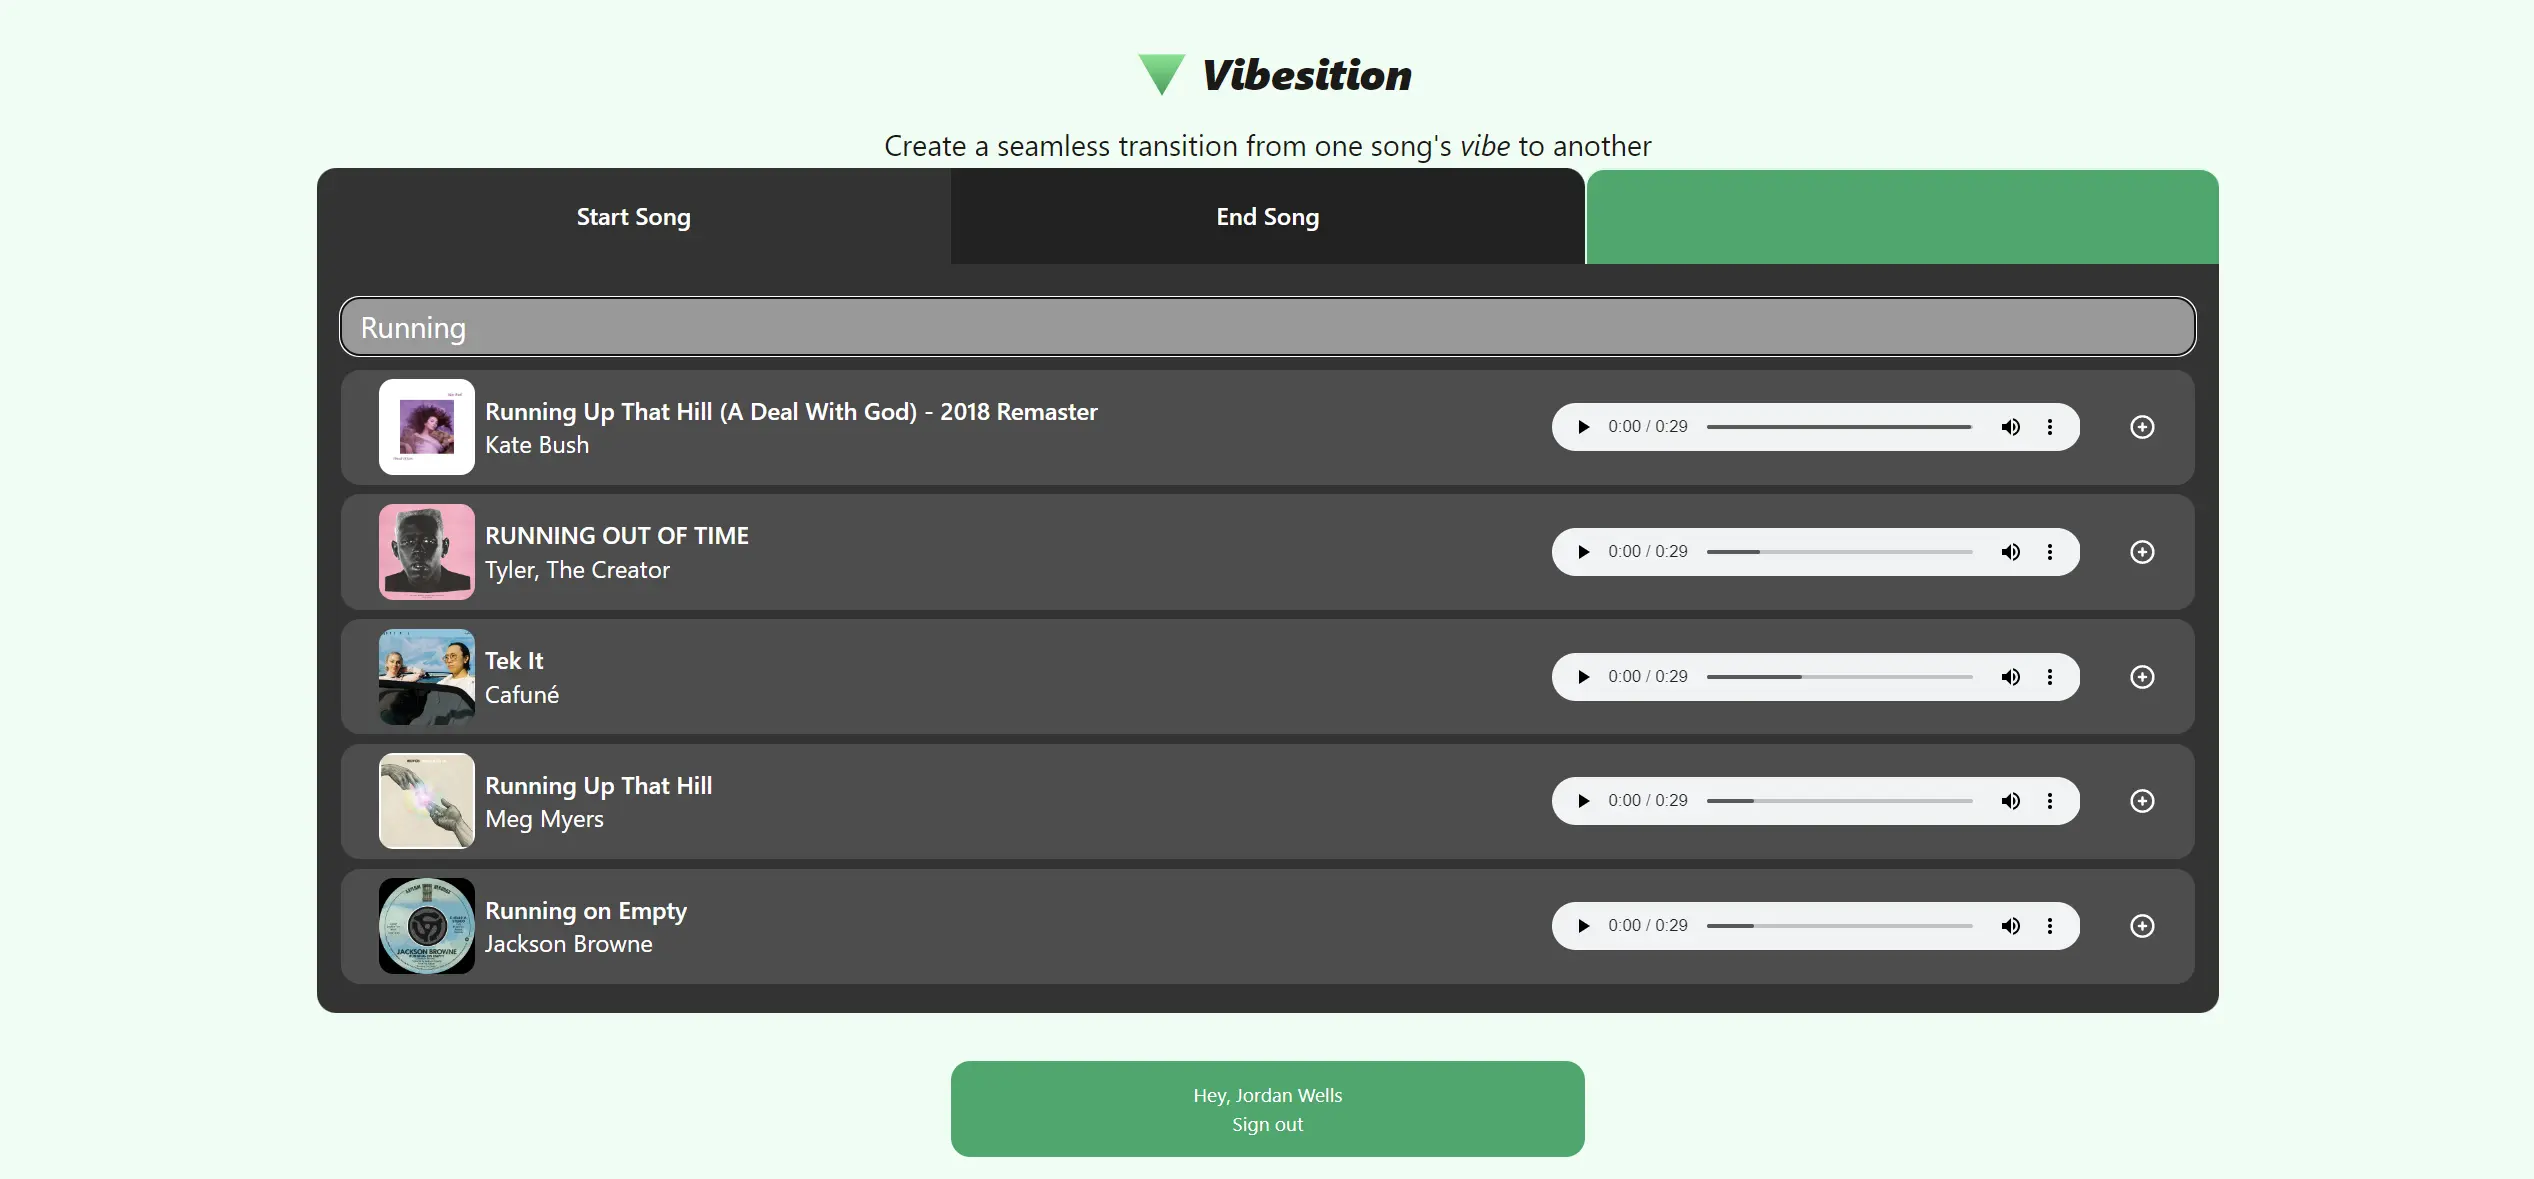 Vibesition
Create a seamless transition from one song's vibe to another
Start Song
End Song
Running
Running Up That Hill (A Deal With God) - 2018 Remaster
Kate Bush
0:00 / 0:29
RUNNING OUT OF TIME
Tyler, The Creator
0:00 / 0:29
Tek It
Cafuné
0:00 / 0:29
Running Up That Hill
Meg Myers
0:00 / 0:29
JACKSON BROWNE
Running on Empty
Jackson Browne
0:00 / 0:29
Hey, Jordan Wells
Sign out